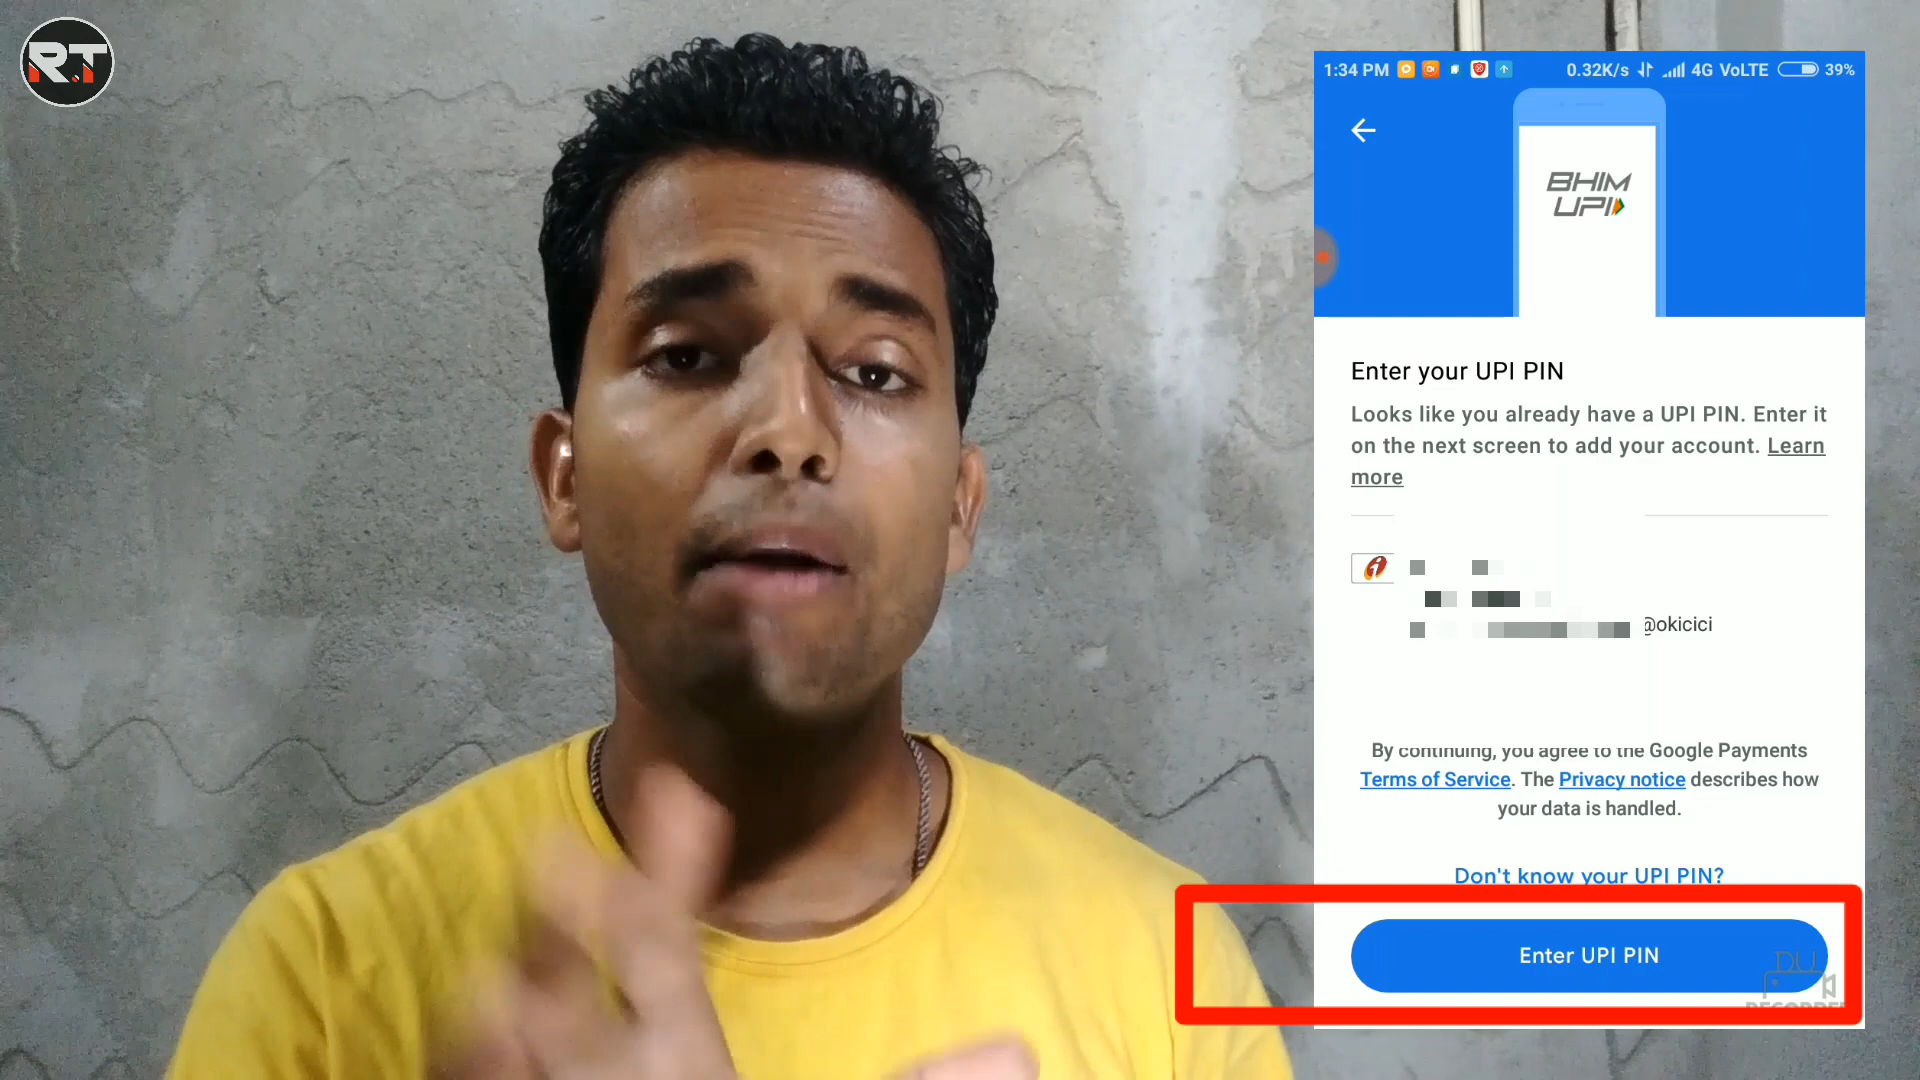 R.T
1:34 PM
0.32K/s 4G VoLTE 39%
BHIM
UPI
Enter your UPI PIN
Looks like you already have a UPI PIN. Enter it
on the next screen to add your account. Learn
more
@okicici
By continuing, you agree to the Google Payments
Terms of Service. The Privacy notice describes how
your data is handled.
Don't know your UPI PIN?
Enter UPI PIN
DU
RECORDER